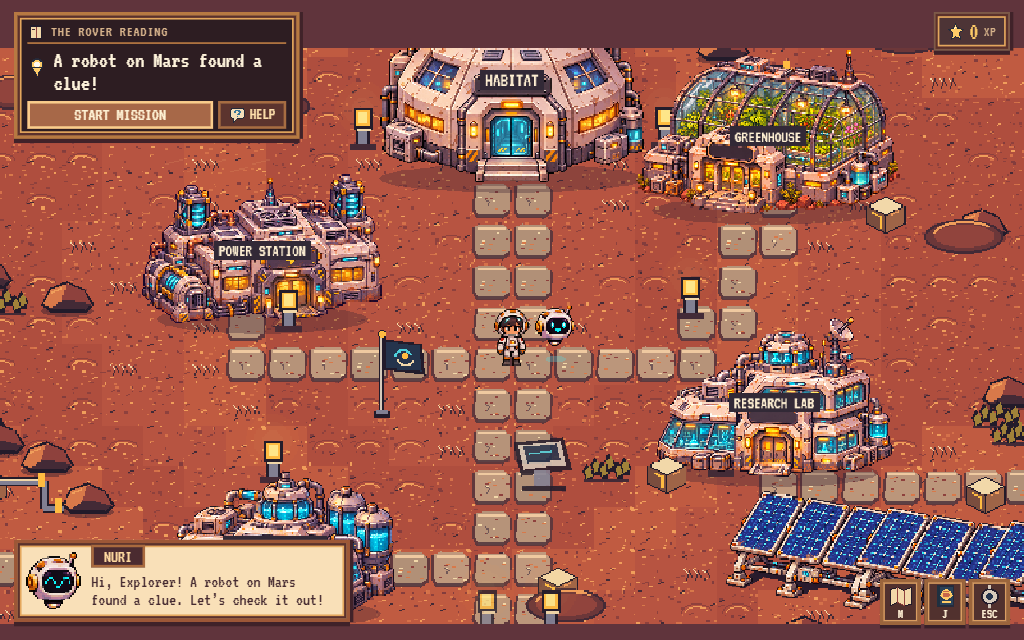 THE ROVER READING
A robot on Mars found a
clue!
START MISSION
HELP
0 XP
HABITAT
GREENHOUSE
POWER STATION
RESEARCH LAB
NURI
Hi, Explorer! A robot on Mars
found a clue. Let's check it out!
M
J
ESC